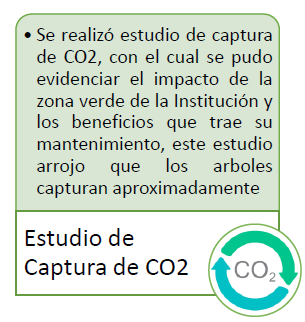 • Se realizó estudio de captura
de CO2, con el cual se pudo
evidenciar el impacto de la
zona verde de la Institución y
los beneficios que trae su
mantenimiento, este estudio
arrojo que los arboles
capturan aproximadamente
Estudio de
Captura de CO2
CO₂